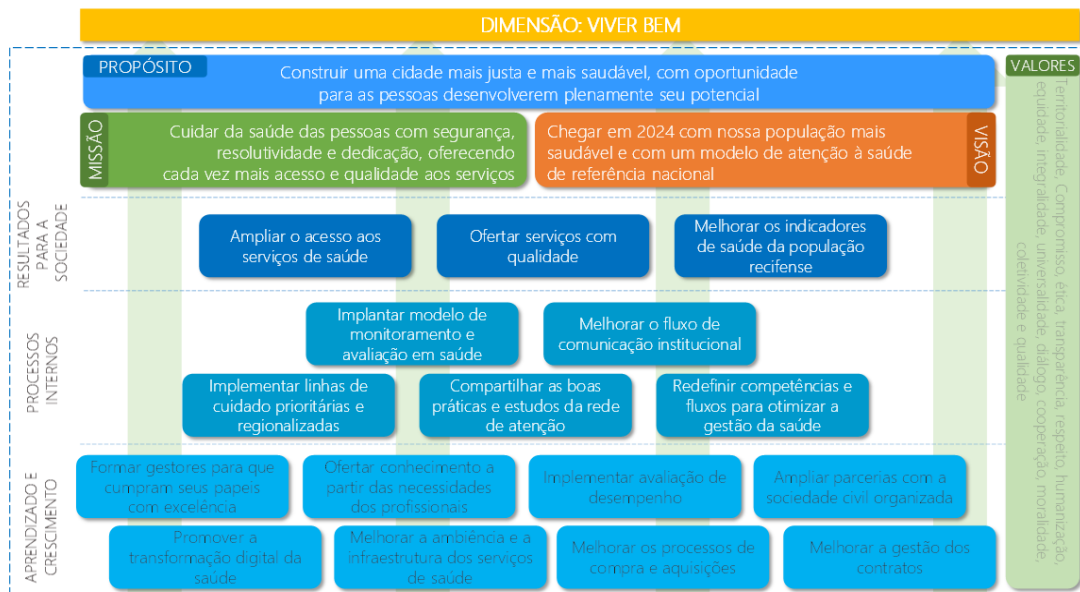 DIMENSÃO: VIVER BEM
PROPÓSITO
Construir uma cidade mais justa e mais saudável, com oportunidade
para as pessoas desenvolverem plenamente seu potencial
VALORES
Territorialidade, Compromisso, ética, transparência, respeito, humanização,
equidade, integralidade, universalidade, diálogo, cooperação, moralidade,
coletividade e qualidade
MISSÃO
Cuidar da saúde das pessoas com segurança,
resolutividade e dedicação, oferecendo
cada vez mais acesso e qualidade aos serviços
Chegar em 2024 com nossa população mais
saudável e com um modelo de atenção à saúde
de referência nacional
VISÃO
RESULTADOS
PARA A
SOCIEDADE
Ampliar o acesso aos
serviços de saúde
Ofertar serviços com
qualidade
Melhorar os indicadores
de saúde da população
recifense
PROCESSOS
INTERNOS
Implantar modelo de
monitoramento e
avaliação em saúde
Melhorar o fluxo de
comunicação institucional
Implementar linhas de
cuidado prioritárias e
regionalizadas
Compartilhar as boas
práticas e estudos da rede
de atenção
Redefinir competências e
fluxos para otimizar a
gestão da saúde
APRENDIZADO E
CRESCIMENTO
Formar gestores para que
cumpram seus papeis
com excelência
Ofertar conhecimento a
partir das necessidades
dos profissionais
Implementar avaliação de
desempenho
Ampliar parcerias com a
sociedade civil organizada
Promover a
transformação digital da
saúde
Melhorar a ambiência e a
infraestrutura dos serviços
de saúde
Melhorar os processos de
compra e aquisições
Melhorar a gestão dos
contratos